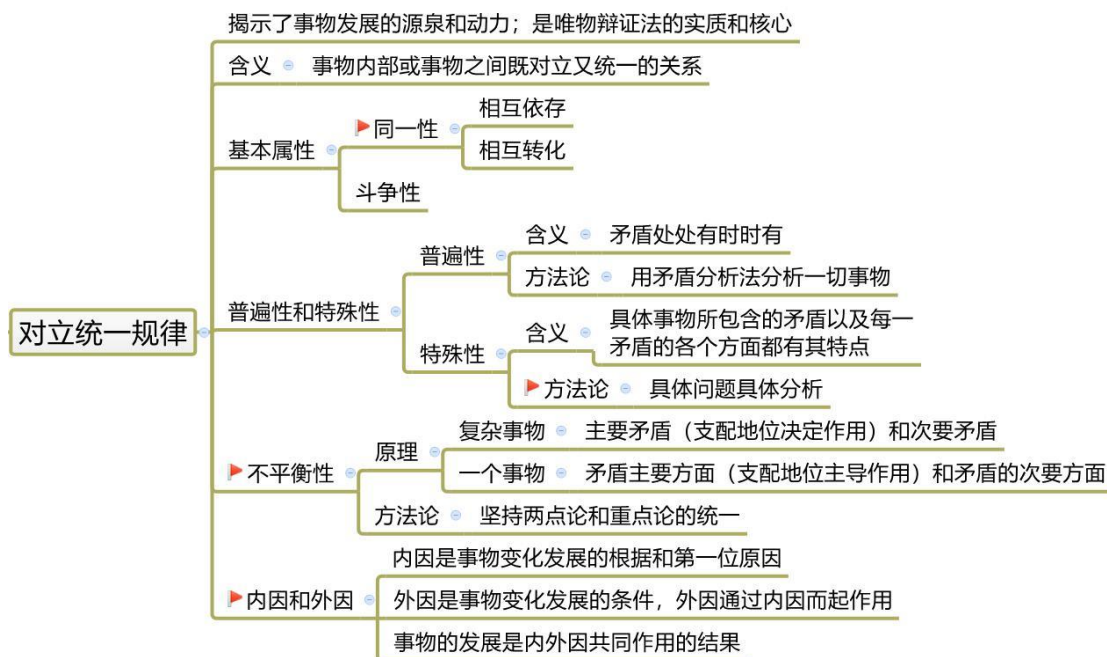 揭示了事物发展的源泉和动力；是唯物辩证法的实质和核心
含义
事物内部或事物之间既对立又统一的关系
基本属性
同一性
相互依存
相互转化
斗争性
对立统一规律
普遍性和特殊性
普遍性
含义
矛盾处处有时时有
方法论
用矛盾分析法分析一切事物
特殊性
含义
具体事物所包含的矛盾以及每一
矛盾的各个方面都有其特点
方法论
具体问题具体分析
不平衡性
原理
复杂事物
主要矛盾（支配地位决定作用）和次要矛盾
一个事物
矛盾主要方面（支配地位主导作用）和矛盾的次要方面
方法论
坚持两点论和重点论的统一
内因和外因
内因是事物变化发展的根据和第一位原因
外因是事物变化发展的条件，外因通过内因而起作用
事物的发展是内外因共同作用的结果